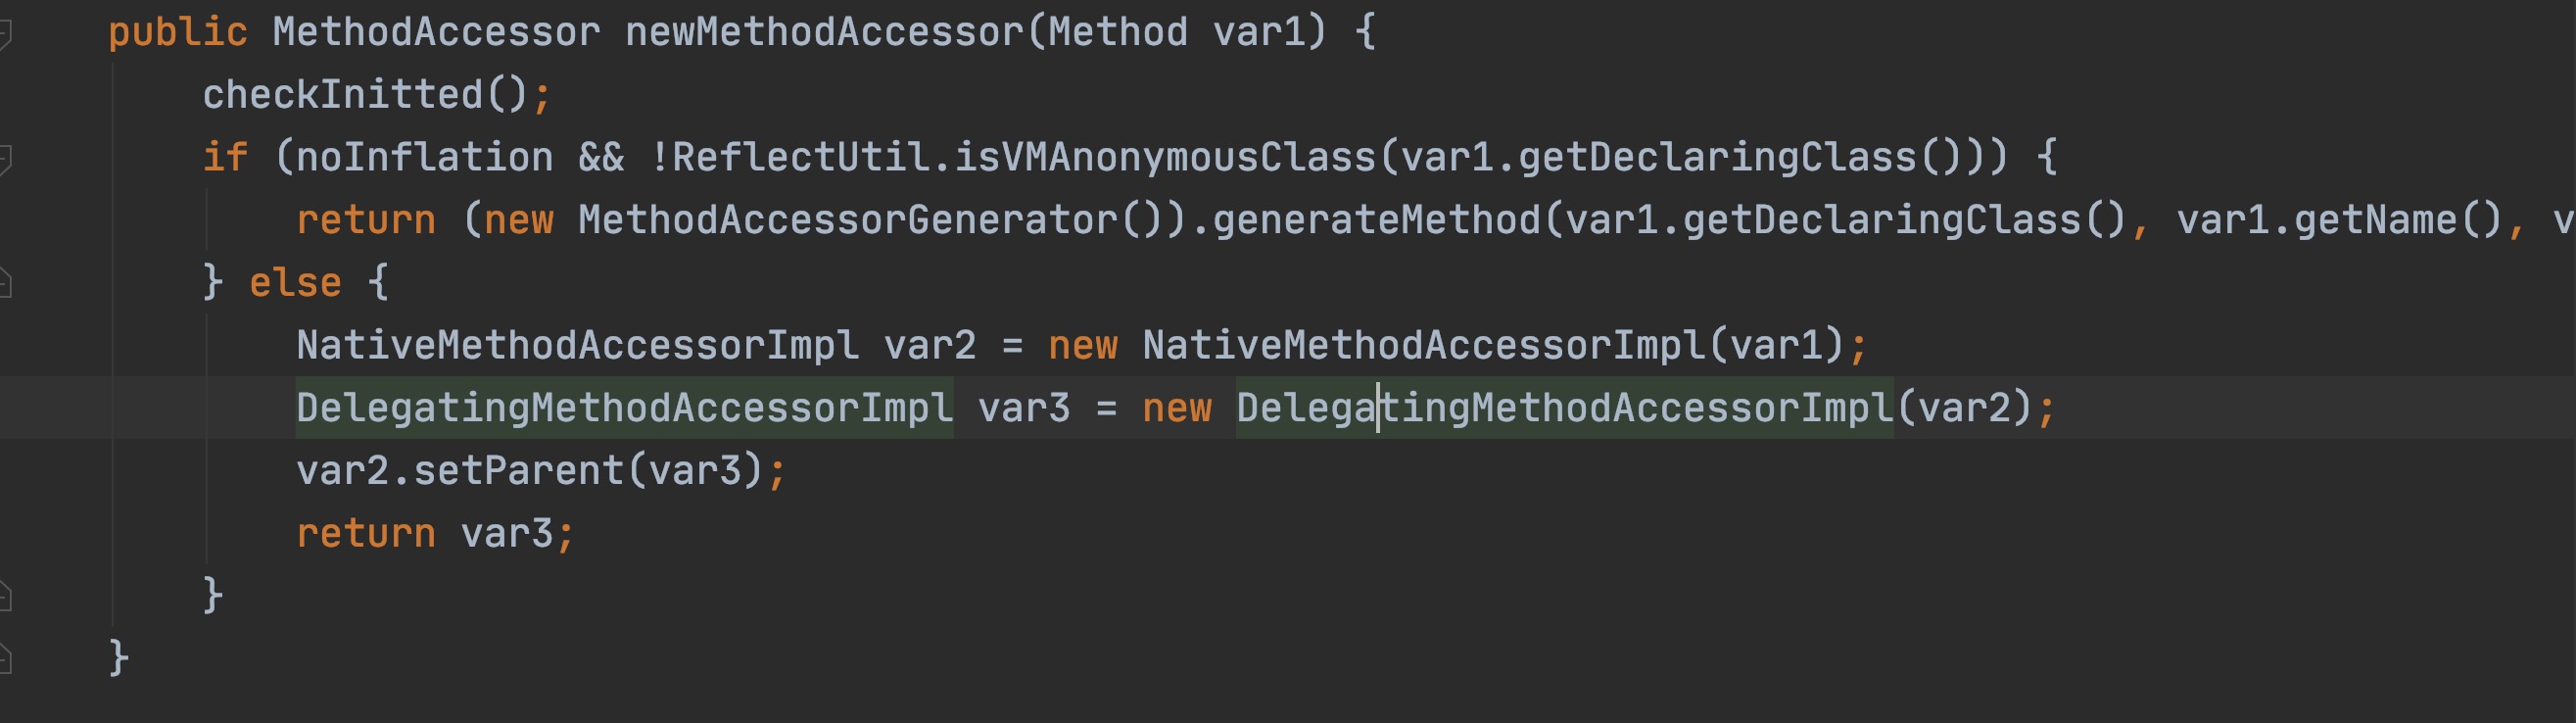 public MethodAccessor newMethodAccessor(Method var1) {
checkInitted();
if (noInflation && !ReflectUtil.isVMAnonymousClass(var1.getDeclaringClass())) {
return (new MethodAccessorGenerator()).generateMethod(var1.getDeclaringClass(), var1.getName(), v
} else {
NativeMethodAccessorImpl var2 = new NativeMethodAccessorImpl(var1);
DelegatingMethodAccessorImpl var3 = new DelegatingMethodAccessorImpl(var2);
var2.setParent(var3);
return var3;
}
}